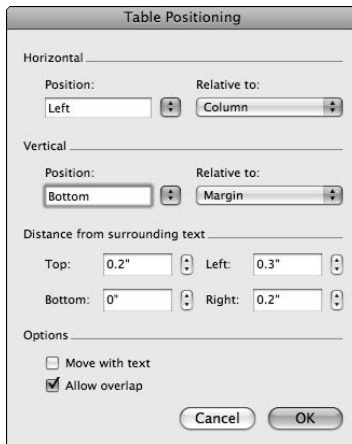 Table Positioning
Horizontal
Position: Relative to:
Left Column
Vertical
Position: Relative to:
Bottom Margin
Distance from surrounding text
Top: 0.2" Left: 0.3"
Bottom: 0" Right: 0.2"
Options
Move with text
Allow overlap
Cancel OK